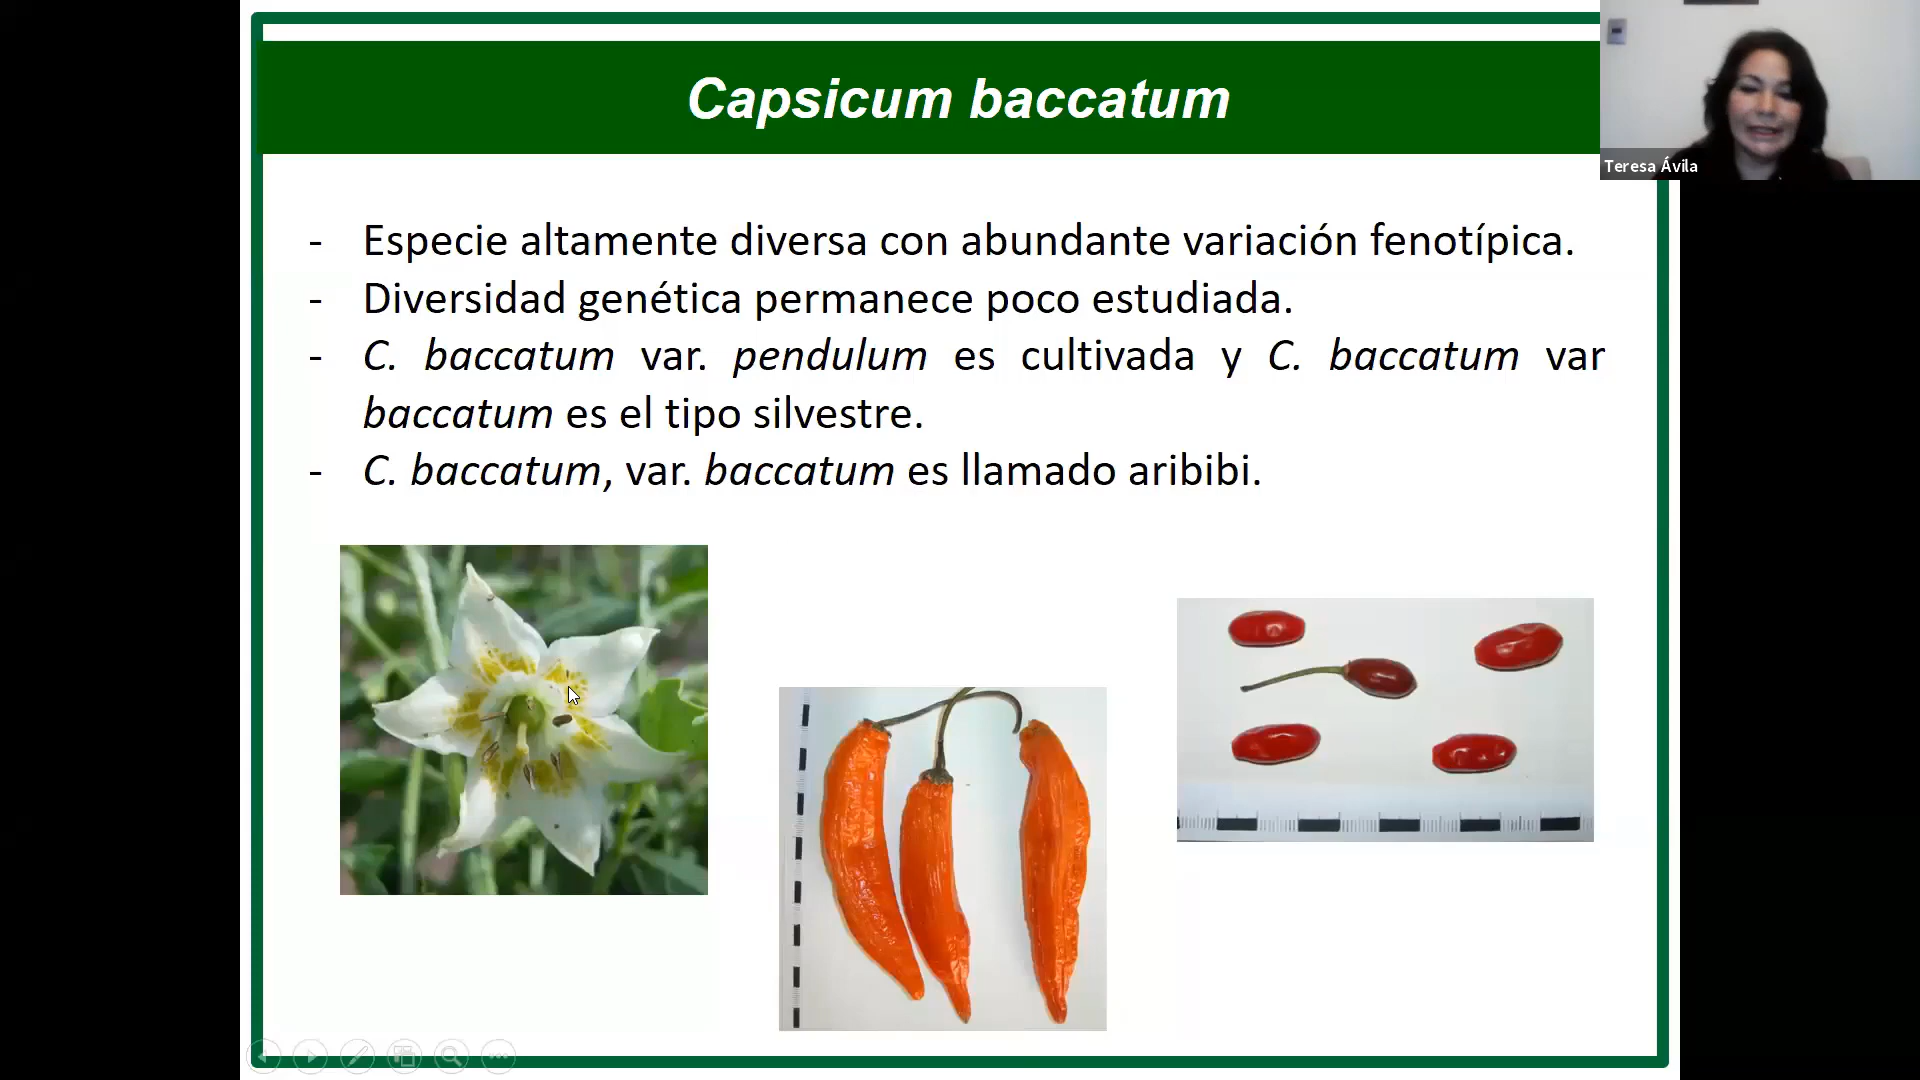 Capsicum baccatum
Teresa Ávila
- Especie altamente diversa con abundante variación fenotípica.
- Diversidad genética permanece poco estudiada.
- C. baccatum var. pendulum es cultivada y C. baccatum var
baccatum es el tipo silvestre.
- C. baccatum, var. baccatum es llamado aribibi.